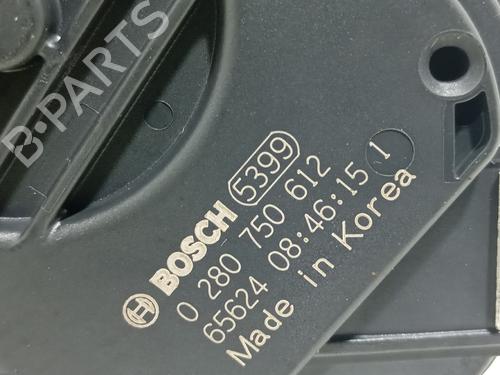 B-PARTS
BOSCH 5399
0 280 750 612
65624 08:46:15 1
Made in Korea